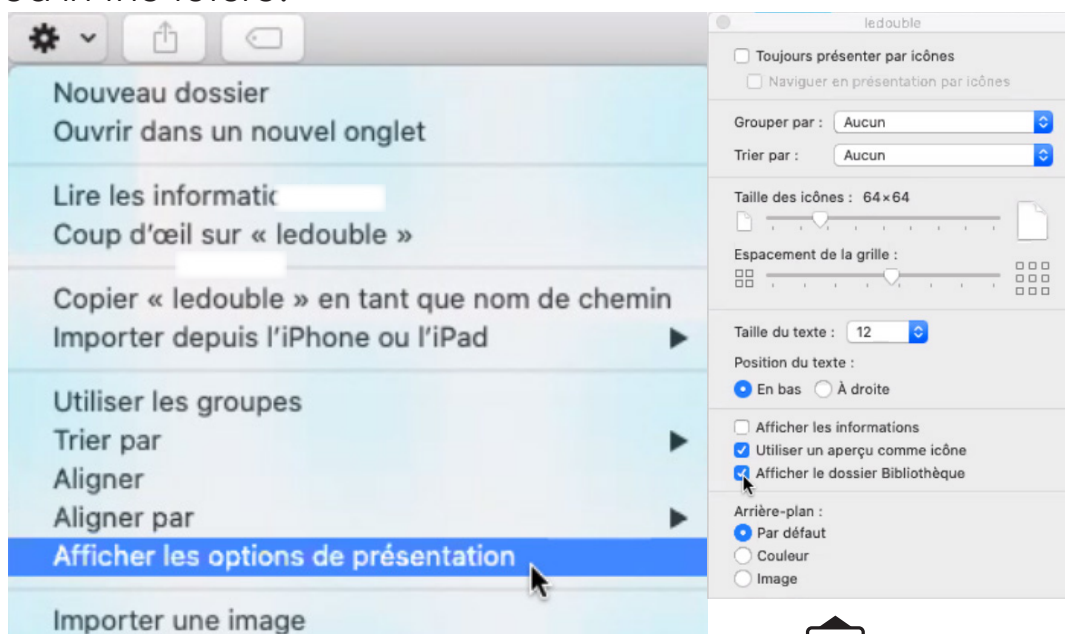 Nouveau dossier
Ouvrir dans un nouvel onglet
Lire les
Coup d'œil sur « ledouble »
Copier « ledouble » en tant que nom de chemin
Importer depuis l'iPhone ou l'iPad
Utiliser les groupes
Trier par
Aligner
Aligner par
Afficher les options de présentation
Importer une image
ledouble
Toujours présenter par icônes
Naviguer en présentation par icônes
Grouper par : Aucun
Trier par : Aucun
Taille des icônes : 64×64
Espacement de la grille :
Taille du texte : 12
Position du texte :
En bas À droite
Afficher les informations
Utiliser un aperçu comme icône
Afficher le dossier Bibliothèque
Arrière-plan :
Par défaut
Couleur
Image